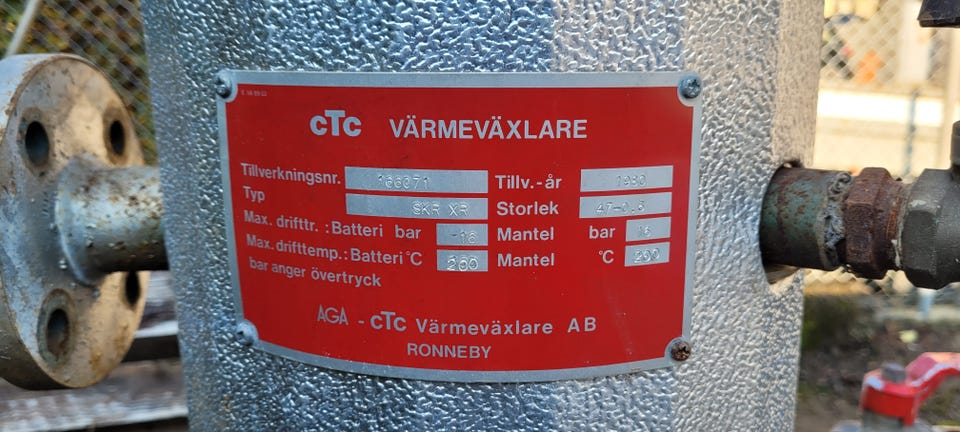 cTc VÄRMEVÄXLARE
Tillverkningsnr. 166071 Tillv.-år 1980
Typ SKR XR Storlek 47-0.5
Max. drifttr.: Batteri bar 16 Mantel bar 16
Max. drifttemp.: Batteri °C 200 Mantel °C 200
bar anger övertryck
AGA - cTc Värmeväxlare AB
RONNEBY